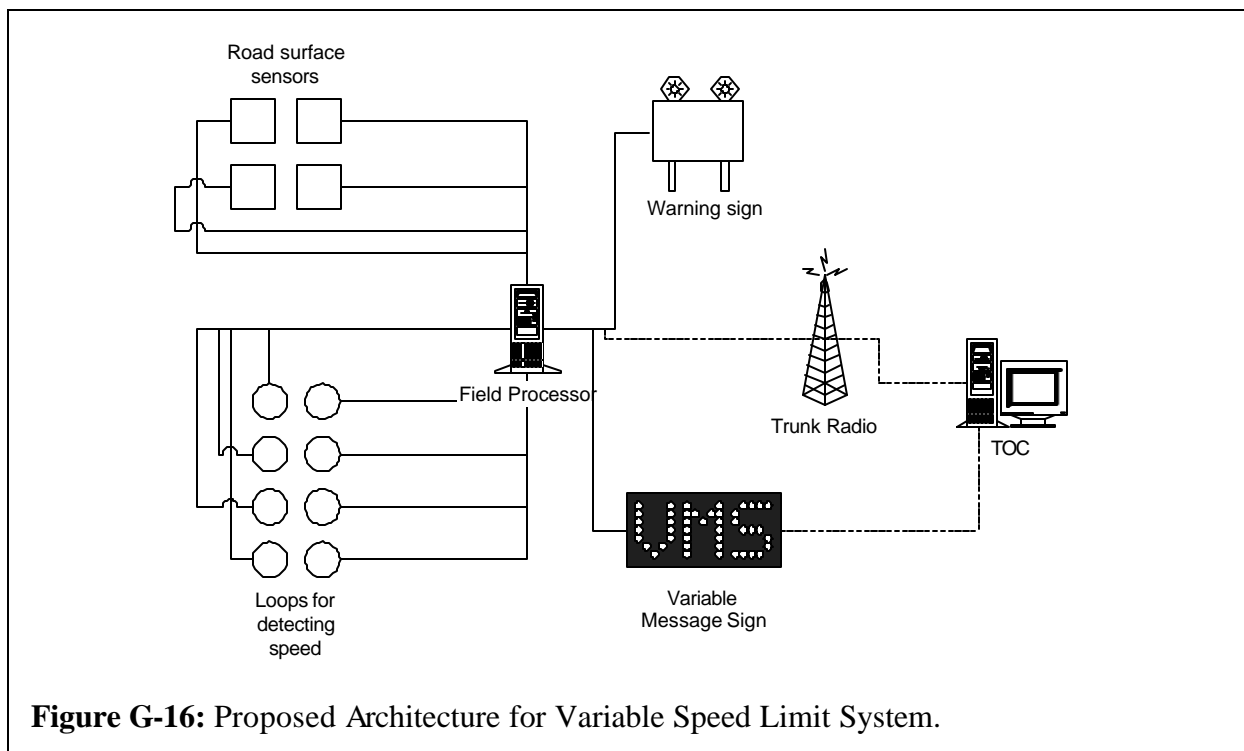 Road surface
sensors
Warning sign
Field Processor
Trunk Radio
TOC
VMS
Loops for
detecting
speed
Variable
Message Sign
Figure G-16: Proposed Architecture for Variable Speed Limit System.